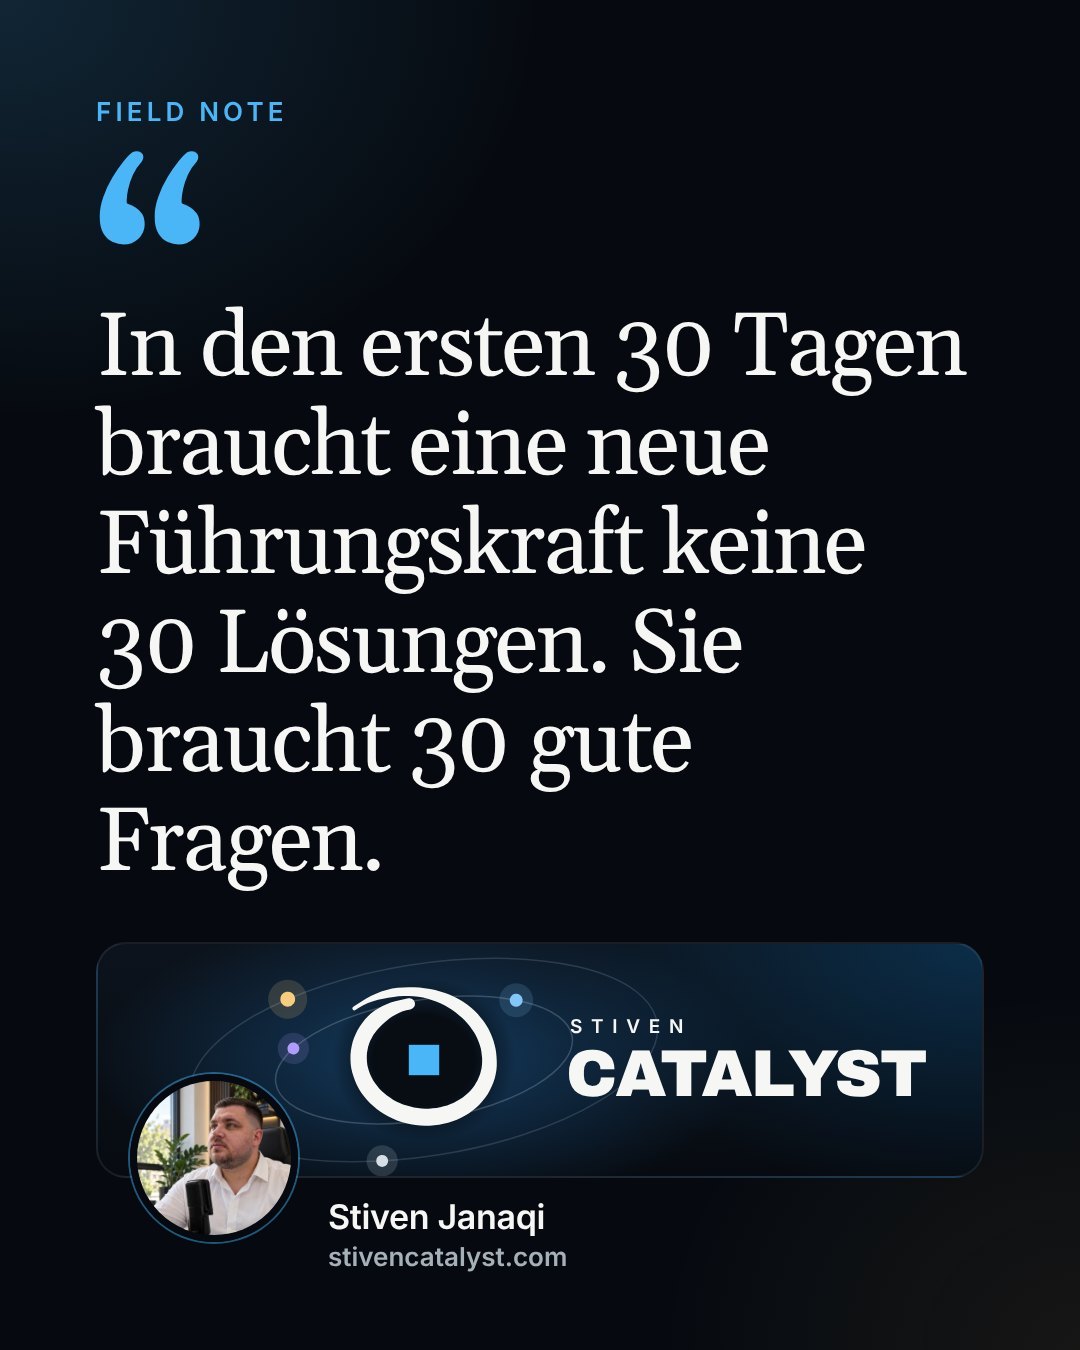 FIELD NOTE
“
In den ersten 30 Tagen
braucht eine neue
Führungskraft keine
30 Lösungen. Sie
braucht 30 gute
Fragen.
STIVEN
CATALYST
Stiven Janaqi
stivencatalyst.com